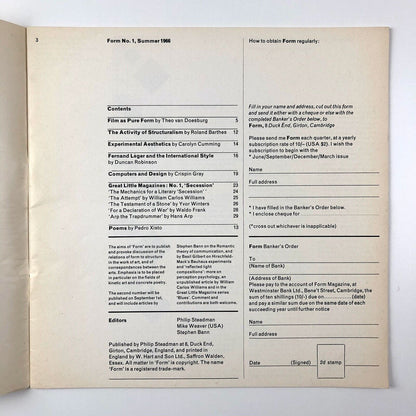 3
Form No. 1, Summer 1966
Contents
Film as Pure Form by Theo van Doesburg 5
The Activity of Structuralism by Roland Barthes 12
Experimental Aesthetics by Carolyn Cumming 14
Fernand Léger and the International Style 16
by Duncan Robinson
Computers and Design by Crispin Gray 19
Great Little Magazines: No. 1, 'Secession' 23
'The Mechanics for a Literary 'Secession' 24
'The Attempt' by William Carlos Williams 27
'The Testament of a Stone' by Yvor Winters 26
'For a Declaration of War' by Waldo Frank 28
'Arp the Trapdrummer' by Hans Arp 29
Poems by Pedro Xisto 13
The aims of 'Form' are to publish
and provoke discussion of the
relations of form to structure
in the work of art, and of
correspondences between the
arts. Emphasis is to be placed
in particular on the fields of
kinetic art and concrete poetry.
The second number will be
published on September 1st,
and will include articles by
Stephen Bann on the Romantic
theory of communication, and
by Basil Gilbert on Hirschfeld-
Mack's Bauhaus experiments
and 'reflected light
compositions': more on
perception psychology, an
unpublished article by William
Carlos Williams and in the
Great Little Magazines series
'Blues'. Comment and
contributions are both welcome.
Editors
Philip Steadman
Mike Weaver (USA)
Stephen Bann
Published by Philip Steadman at 8, Duck End,
Girton, Cambridge, England, and printed in
England by W. Hart and Son Ltd., Saffron Walden,
Essex. All matter in 'Form' is copyright. The name
'Form' is a registered trade-mark.
How to obtain Form regularly:
Fill in your name and address, cut out this form
and send it either with a cheque or else with the
completed Banker's Order below, to
Form, 8 Duck End, Girton, Cambridge
Please send me Form each quarter, at a yearly
subscription rate of 10/- (USA $2). I wish the
subscription to begin with the
* June/September/December/March issue
Name
Full address
* I have filled in the Banker's Order below.
* I enclose cheque for
(*cross out whichever is inapplicable)
Form Banker's Order
To
(Name of Bank)
(Address of Bank)
Please pay to the account of Form Magazine, at
Westminster Bank Ltd., Bene't Street, Cambridge, the
sum of ten shillings (10/-) due on (date)
and pay a similar sum due on the same date of each
succeeding year until further notice
Name
Full address
Date (Signed) 2d stamp